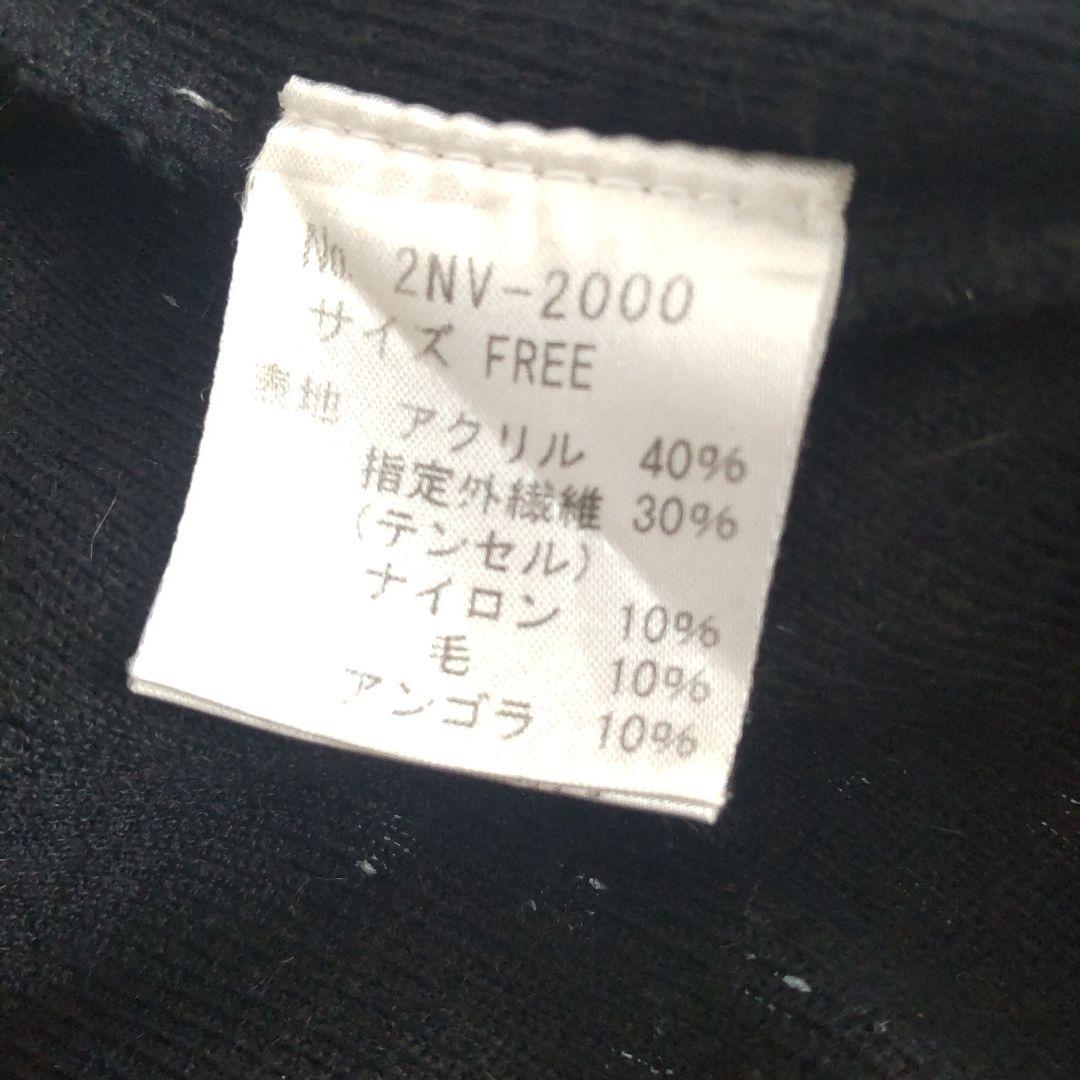 No. 2NV-2000
サイズ FREE
表地 アクリル 40%
指定外繊維 30%
(テンセル)
ナイロン 10%
毛 10%
アンゴラ 10%